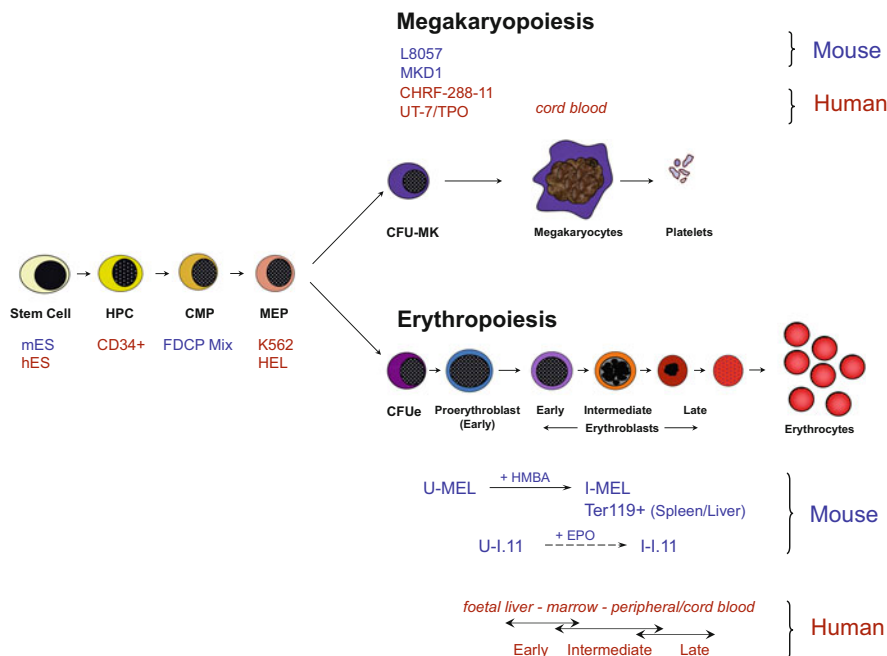 Megakaryopoiesis
L8057
MKD1
Mouse
CHRF-288-11
UT-7/TPO
cord blood
Human
CFU-MK
Megakaryocytes
Platelets
Stem Cell
HPC
CMP
MEP
mES
hES
CD34+
FDCP Mix
K562
HEL
Erythropoiesis
CFUe
Proerythroblast
(Early)
Early
Intermediate
Late
Erythroblasts
Erythrocytes
U-MEL
+ HMBA
I-MEL
Ter119+ (Spleen/Liver)
Mouse
U-I.11
+ EPO
I-I.11
foetal liver - marrow - peripheral/cord blood
Early
Intermediate
Late
Human